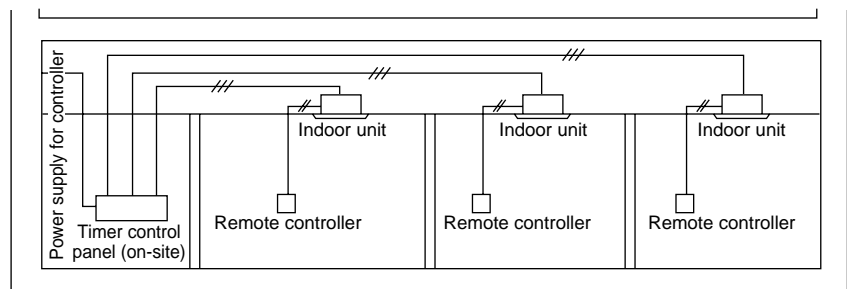 Power supply for controller
Indoor unit
Indoor unit
Indoor unit
Remote controller
Remote controller
Remote controller
Timer control
panel (on-site)